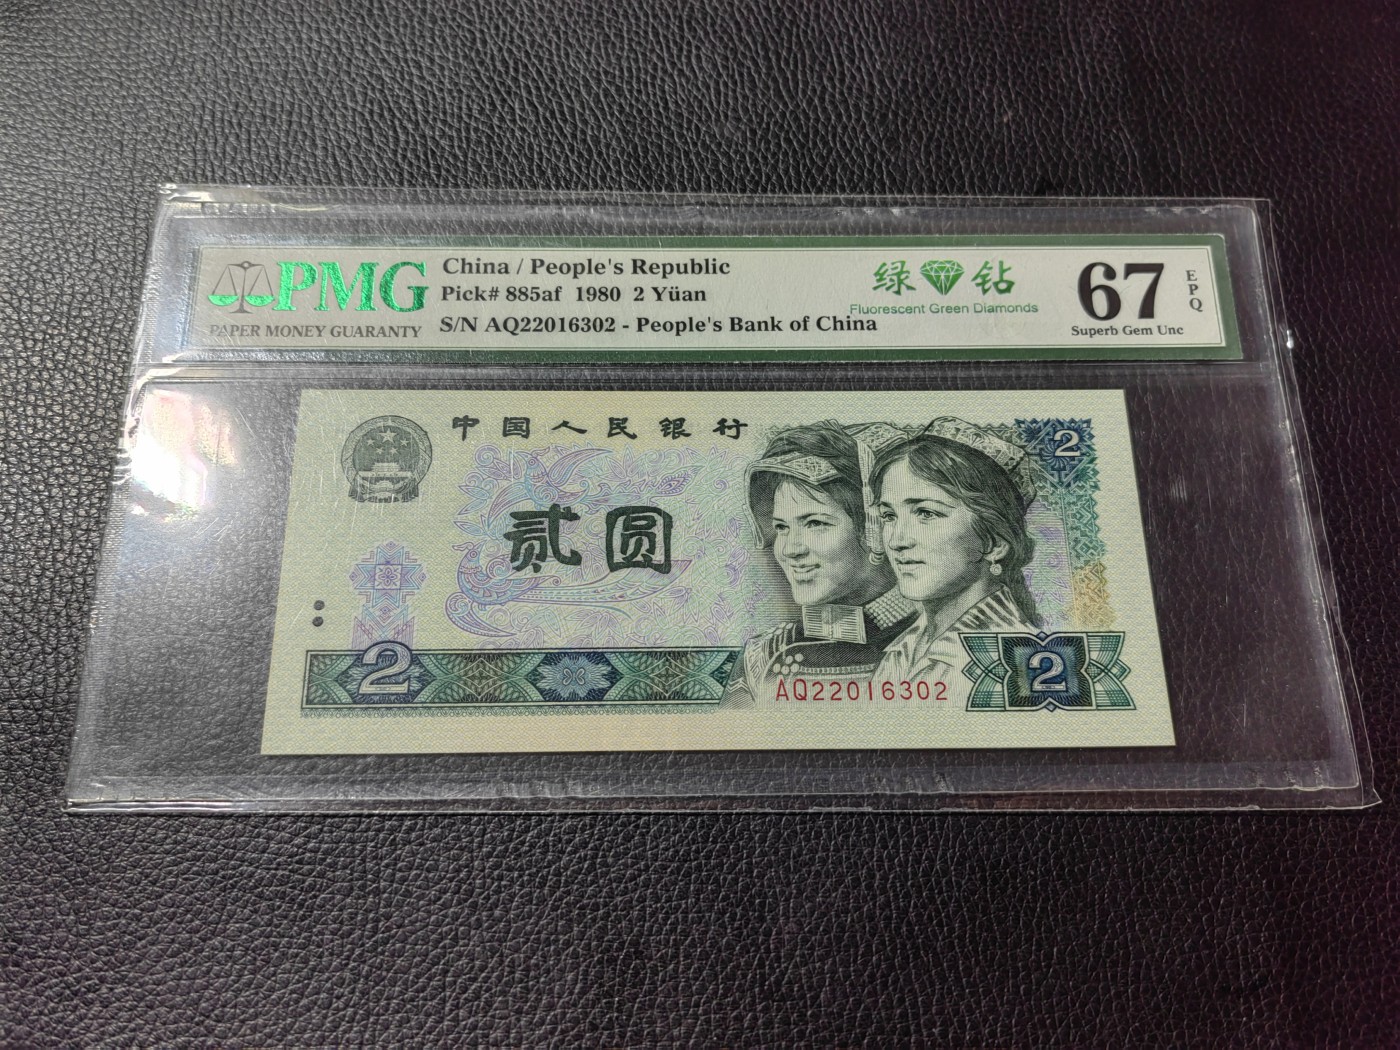 PMG
PAPER MONEY GUARANTY
China / People's Republic
Pick# 885af 1980 2 Yüan
S/N AQ22016302 - People's Bank of China
绿 钻
Fluorescent Green Diamonds
67
EPQ
Superb Gem Unc
中国人民银行
2
贰圆
2
2
AQ22016302